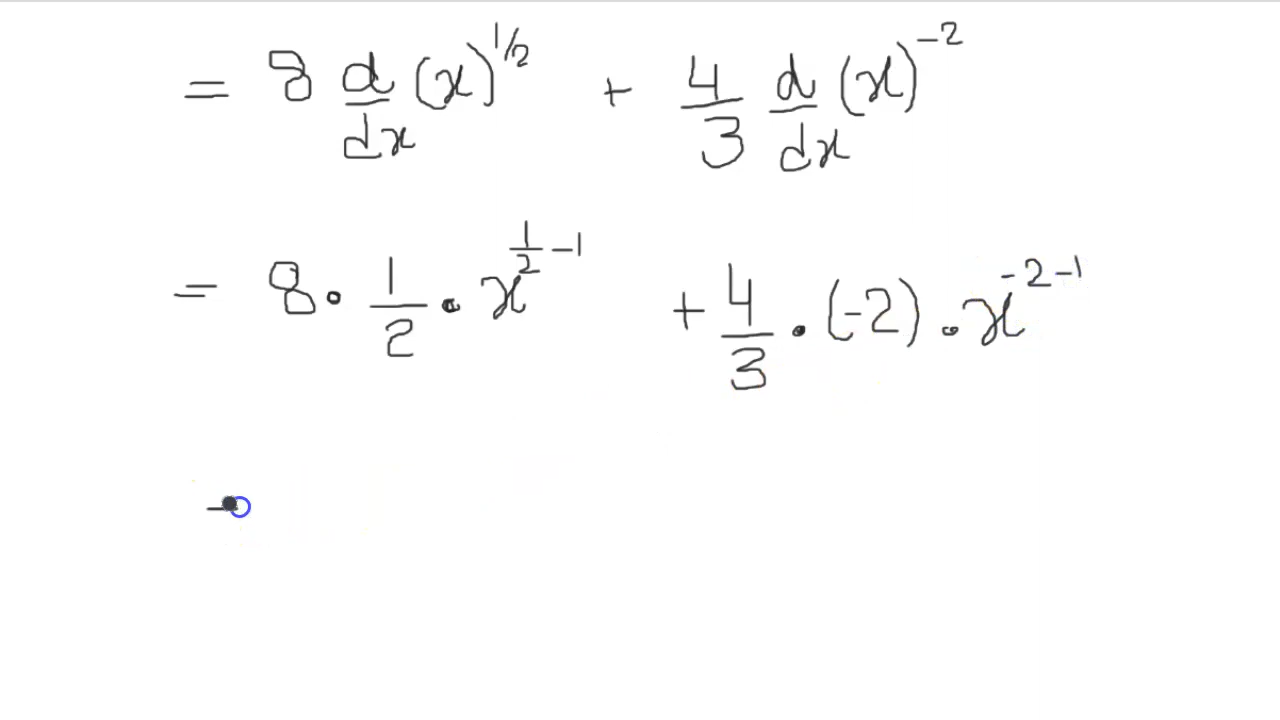 = 8 d/dx (x)^1/2 + 4/3 d/dx (x)^-2
= 8 · 1/2 · x^1/2-1 + 4/3 · (-2) · x^-2-1
-